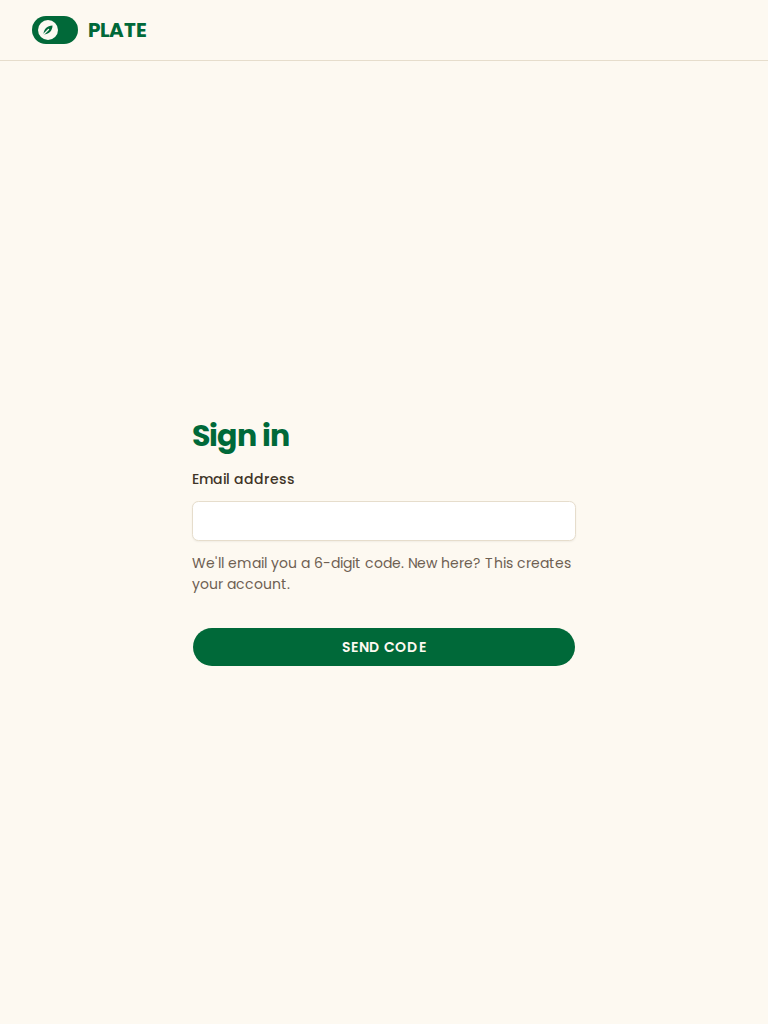 PLATE
Sign in
Email address
We'll email you a 6-digit code. New here? This creates
your account.
SEND CODE